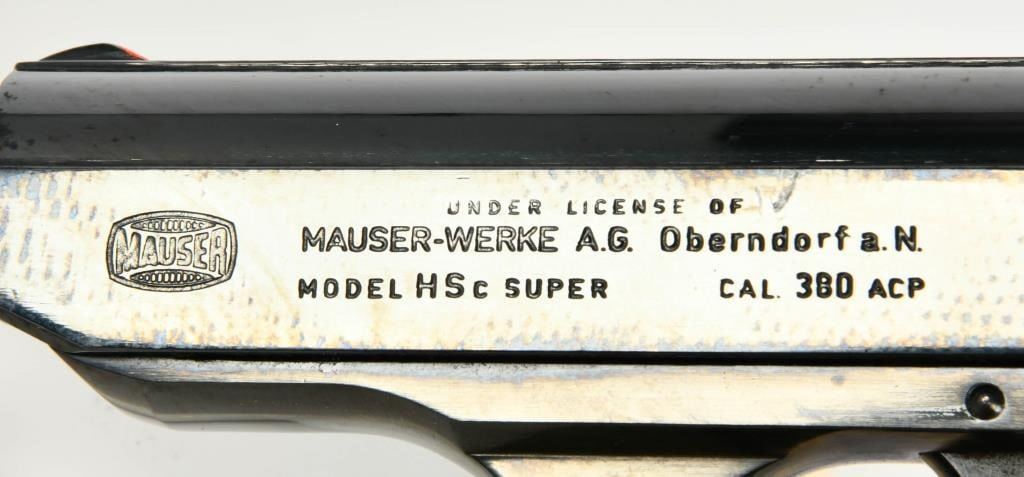 UNDER LICENSE OF
MAUSER
MAUSER-WERKE A.G. Oberndorf a. N.
MODEL HSc SUPER CAL. 380 ACP